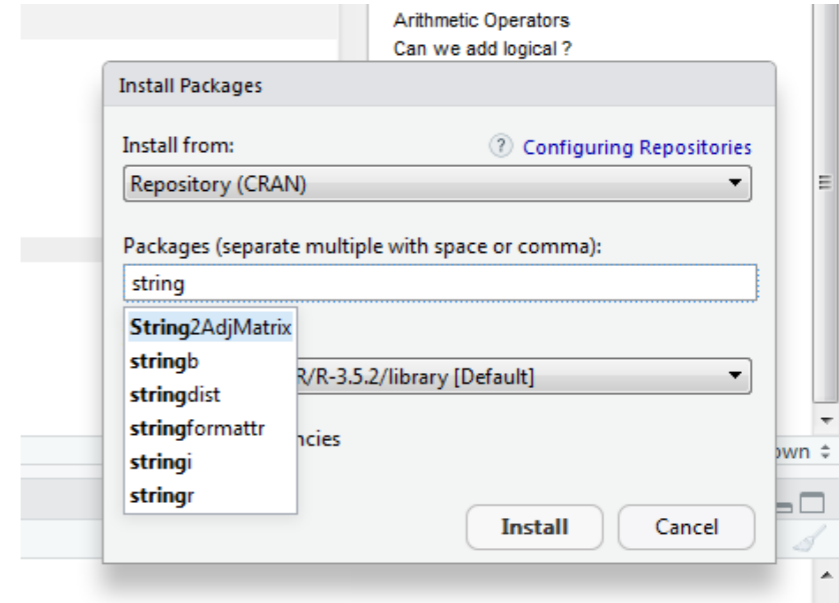 Arithmetic Operators
Can we add logical ?
Install Packages
Install from:
? Configuring Repositories
Repository (CRAN)
Packages (separate multiple with space or comma):
string
String2AdjMatrix
stringb
stringdist
R/R-3.5.2/library [Default]
stringformattr
ncies
stringi
own
stringr
Install
Cancel